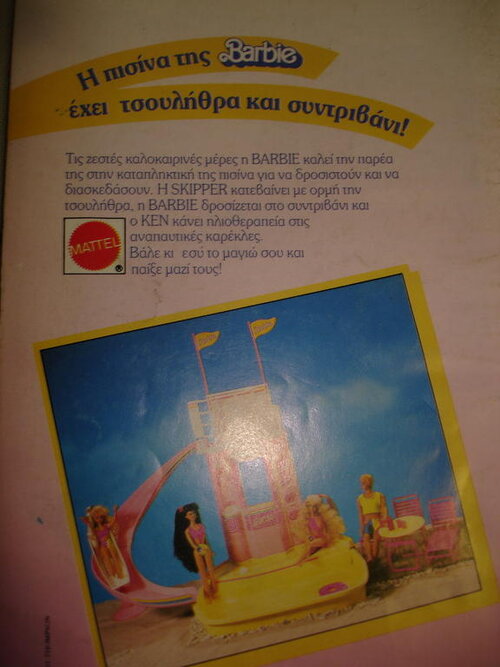 Η πισίνα της Barbie
έχει τσουλήθρα και συντριβάνι!
Τις ζεστές καλοκαιρινές μέρες η BARBIE καλεί την παρέα
της στην καταπληκτική της πισίνα για να δροσιστούν και να
διασκεδάσουν. Η SKIPPER κατεβαίνει με ορμή την
τσουλήθρα, η BARBIE δροσίζεται στο συντριβάνι και
ο KEN κάνει ηλιοθεραπεία στις
αναπαυτικές καρέκλες.
Βάλε κι εσύ το μαγιώ σου και
παίξε μαζί τους!
MATTEL ®